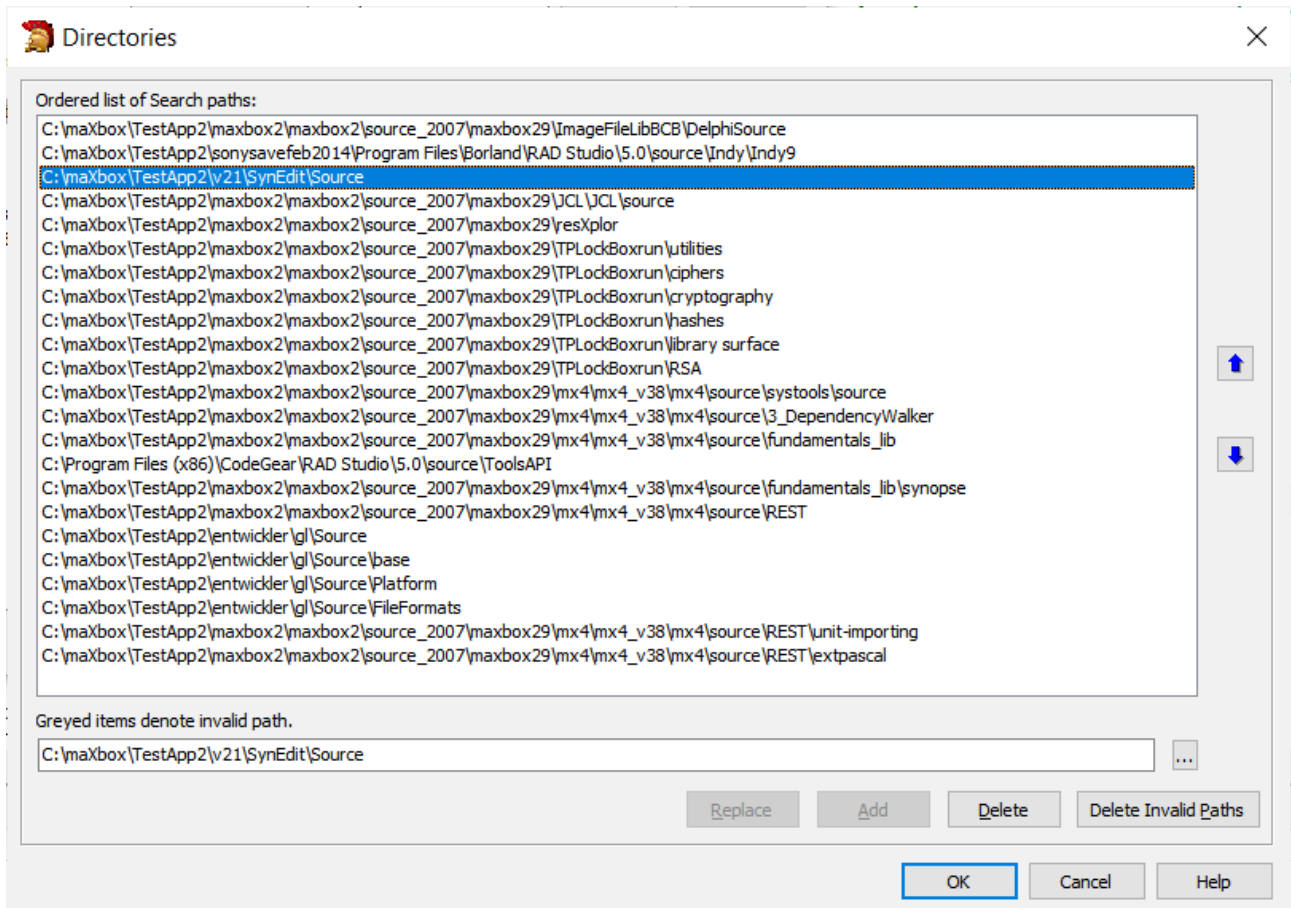 Directories
Ordered list of Search paths:
C:\maXbox\TestApp2\maxbox2\maxbox2\source_2007\maxbox29\ImageFileLibBCB\DelphiSource
C:\maXbox\TestApp2\sonysavefeb2014\Program Files\Borland\RAD Studio\5.0\source\Indy\Indy9
C:\maXbox\TestApp2\v21\SynEdit\Source
C:\maXbox\TestApp2\maxbox2\maxbox2\source_2007\maxbox29\JCL\JCL\source
C:\maXbox\TestApp2\maxbox2\maxbox2\source_2007\maxbox29\resXplor
C:\maXbox\TestApp2\maxbox2\maxbox2\source_2007\maxbox29\TPLockBoxrun\utilities
C:\maXbox\TestApp2\maxbox2\maxbox2\source_2007\maxbox29\TPLockBoxrun\ciphers
C:\maXbox\TestApp2\maxbox2\maxbox2\source_2007\maxbox29\TPLockBoxrun\cryptography
C:\maXbox\TestApp2\maxbox2\maxbox2\source_2007\maxbox29\TPLockBoxrun\hashes
C:\maXbox\TestApp2\maxbox2\maxbox2\source_2007\maxbox29\TPLockBoxrun\library surface
C:\maXbox\TestApp2\maxbox2\maxbox2\source_2007\maxbox29\TPLockBoxrun\RSA
C:\maXbox\TestApp2\maxbox2\maxbox2\source_2007\maxbox29\mx4\mx4_v38\mx4\source\systools\source
C:\maXbox\TestApp2\maxbox2\maxbox2\source_2007\maxbox29\mx4\mx4_v38\mx4\source\3_DependencyWalker
C:\maXbox\TestApp2\maxbox2\maxbox2\source_2007\maxbox29\mx4\mx4_v38\mx4\source\fundamentals_lib
C:\Program Files (x86)\CodeGear\RAD Studio\5.0\source\ToolsAPI
C:\maXbox\TestApp2\maxbox2\maxbox2\source_2007\maxbox29\mx4\mx4_v38\mx4\source\fundamentals_lib\synopse
C:\maXbox\TestApp2\maxbox2\maxbox2\source_2007\maxbox29\mx4\mx4_v38\mx4\source\REST
C:\maXbox\TestApp2\entwickler\gl\Source
C:\maXbox\TestApp2\entwickler\gl\Source\base
C:\maXbox\TestApp2\entwickler\gl\Source\Platform
C:\maXbox\TestApp2\entwickler\gl\Source\FileFormats
C:\maXbox\TestApp2\maxbox2\maxbox2\source_2007\maxbox29\mx4\mx4_v38\mx4\source\REST\unit-importing
C:\maXbox\TestApp2\maxbox2\maxbox2\source_2007\maxbox29\mx4\mx4_v38\mx4\source\REST\extpascal
Greyed items denote invalid path.
C:\maXbox\TestApp2\v21\SynEdit\Source
...
Replace Add Delete Delete Invalid Paths
OK Cancel Help